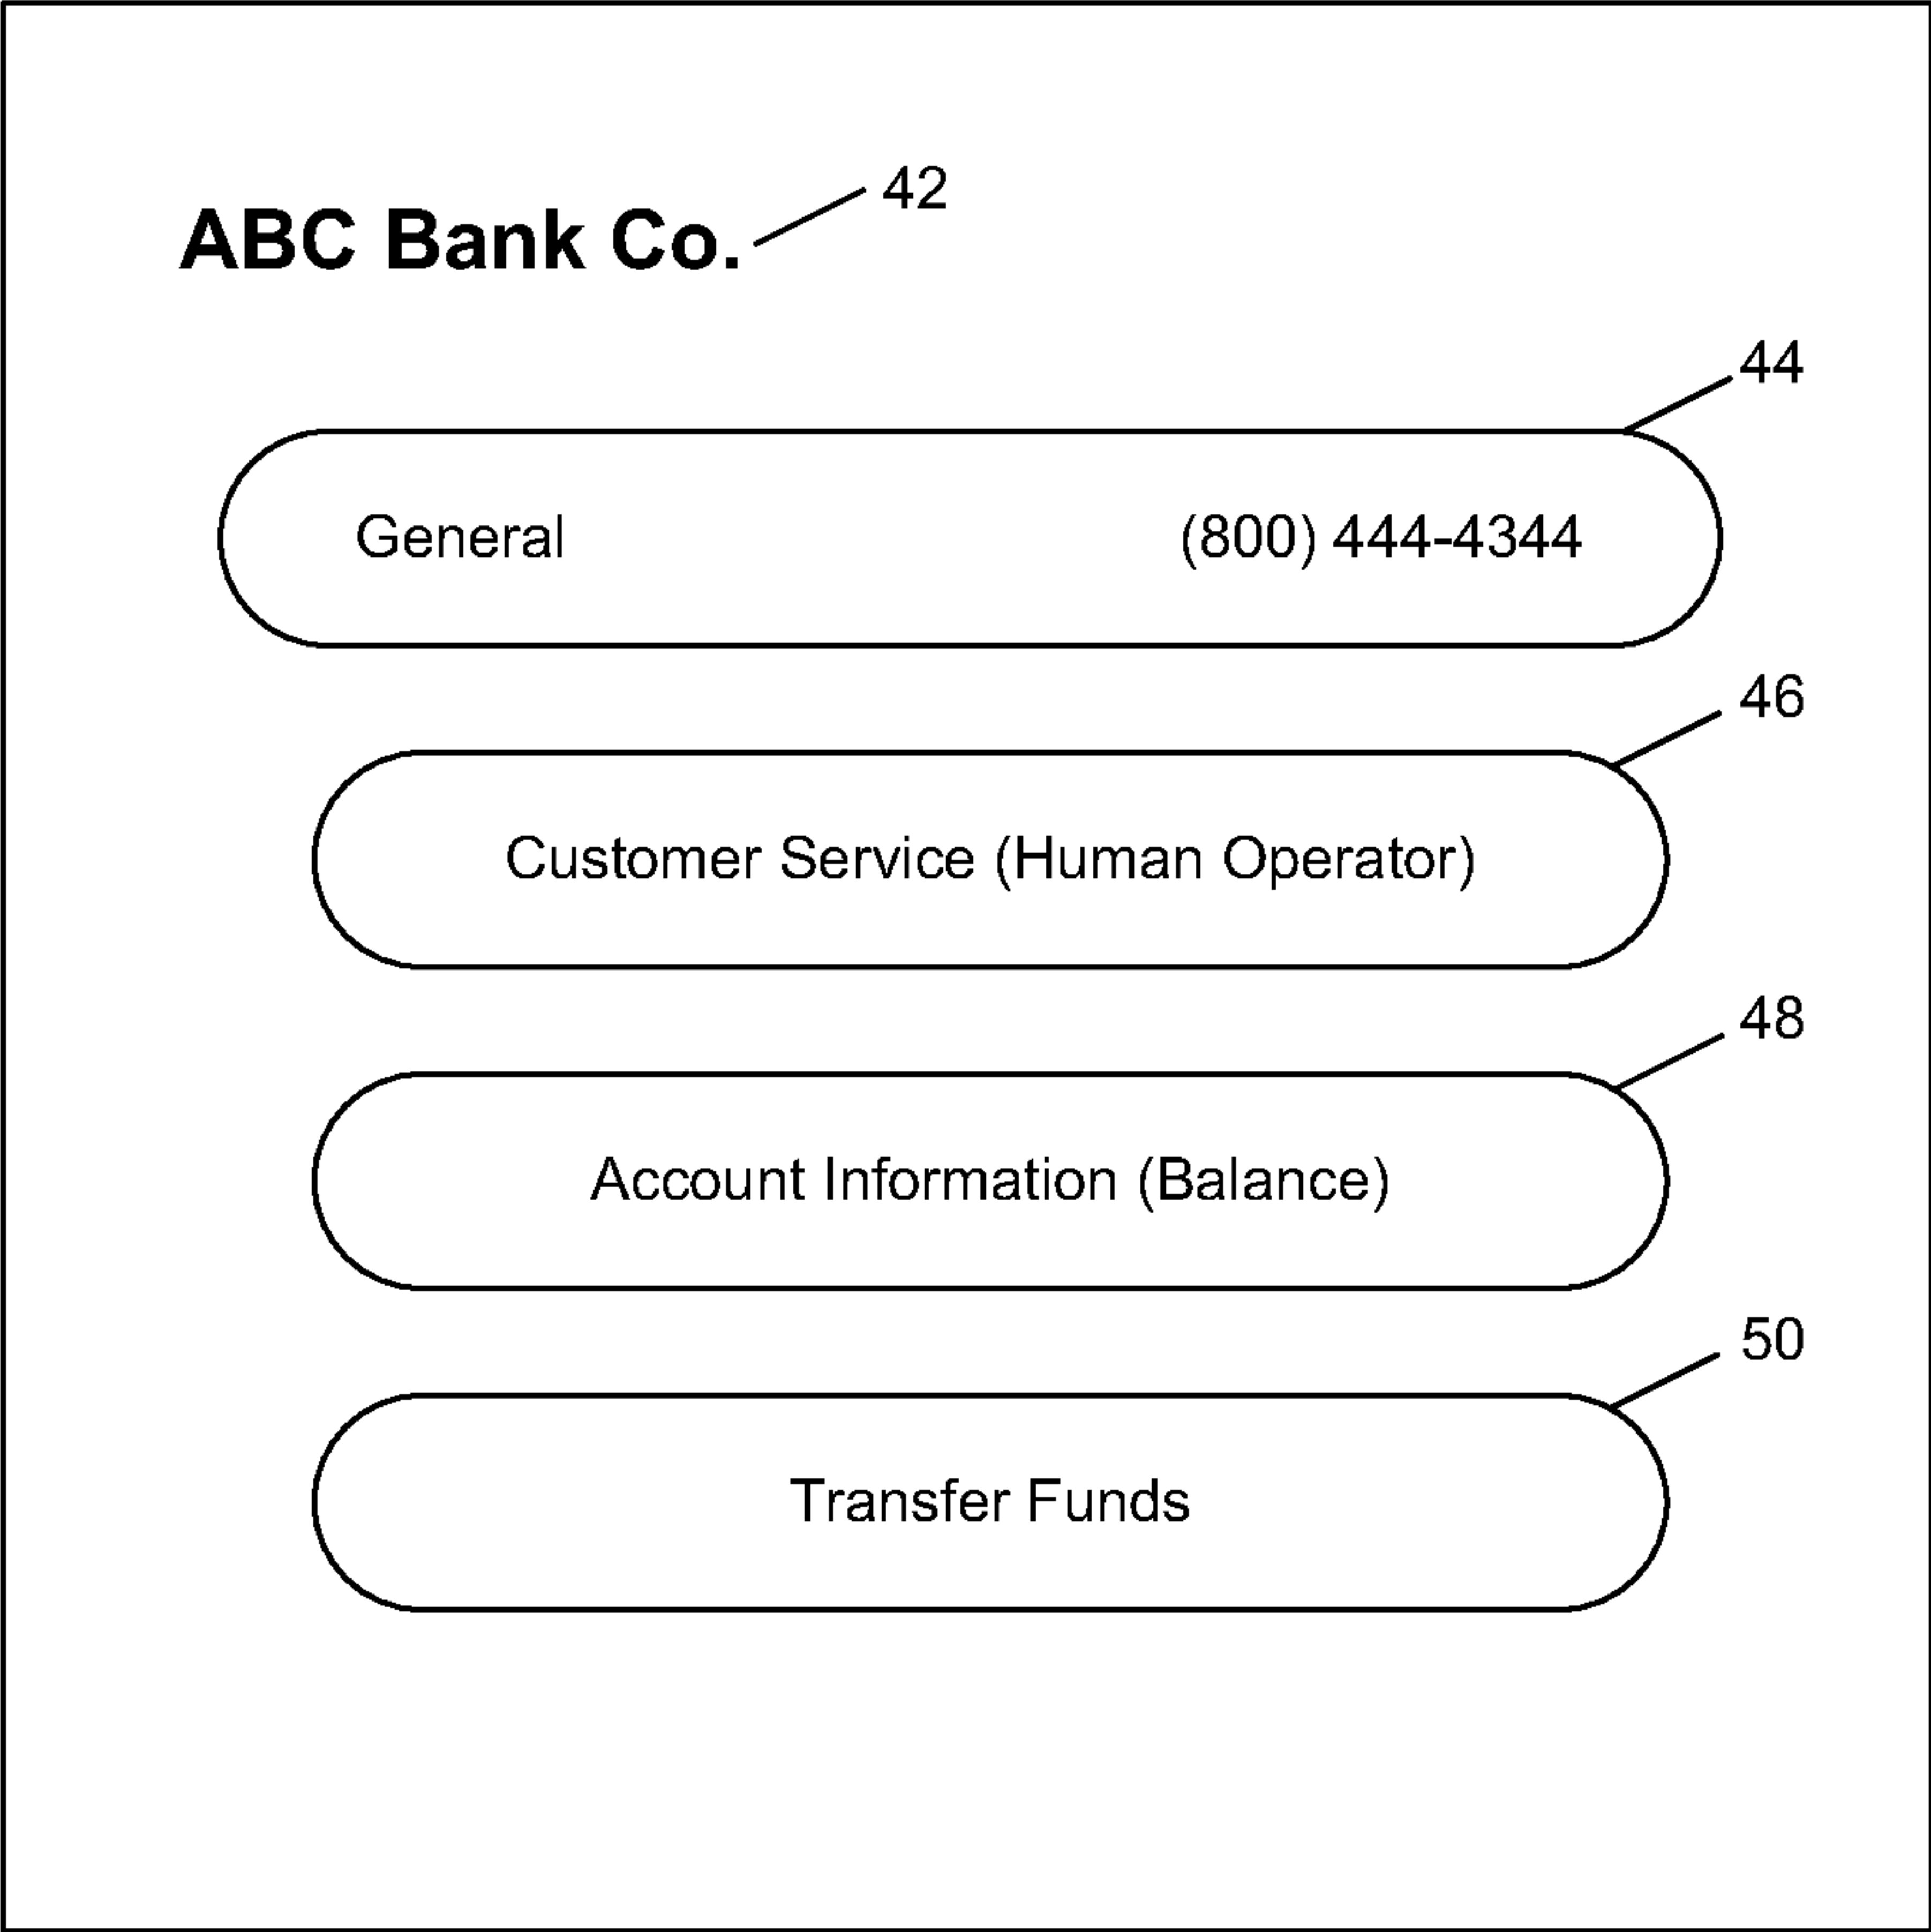 42
ABC Bank Co.
44
General (800) 444-4344
46
Customer Service (Human Operator)
48
Account Information (Balance)
50
Transfer Funds